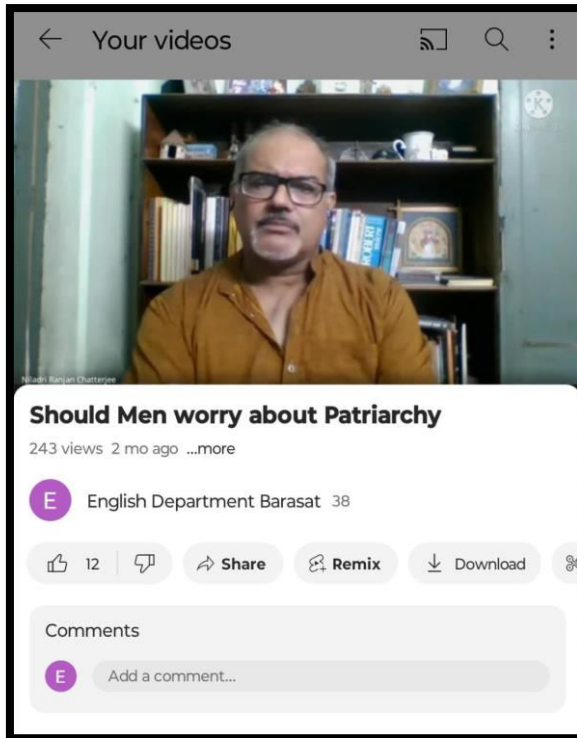 Your videos
K
ROBERT
Niladri Ranjan Chatterjee
Should Men worry about Patriarchy
243 views 2 mo ago ...more
E English Department Barasat 38
12 Share Remix Download
Comments
E Add a comment...